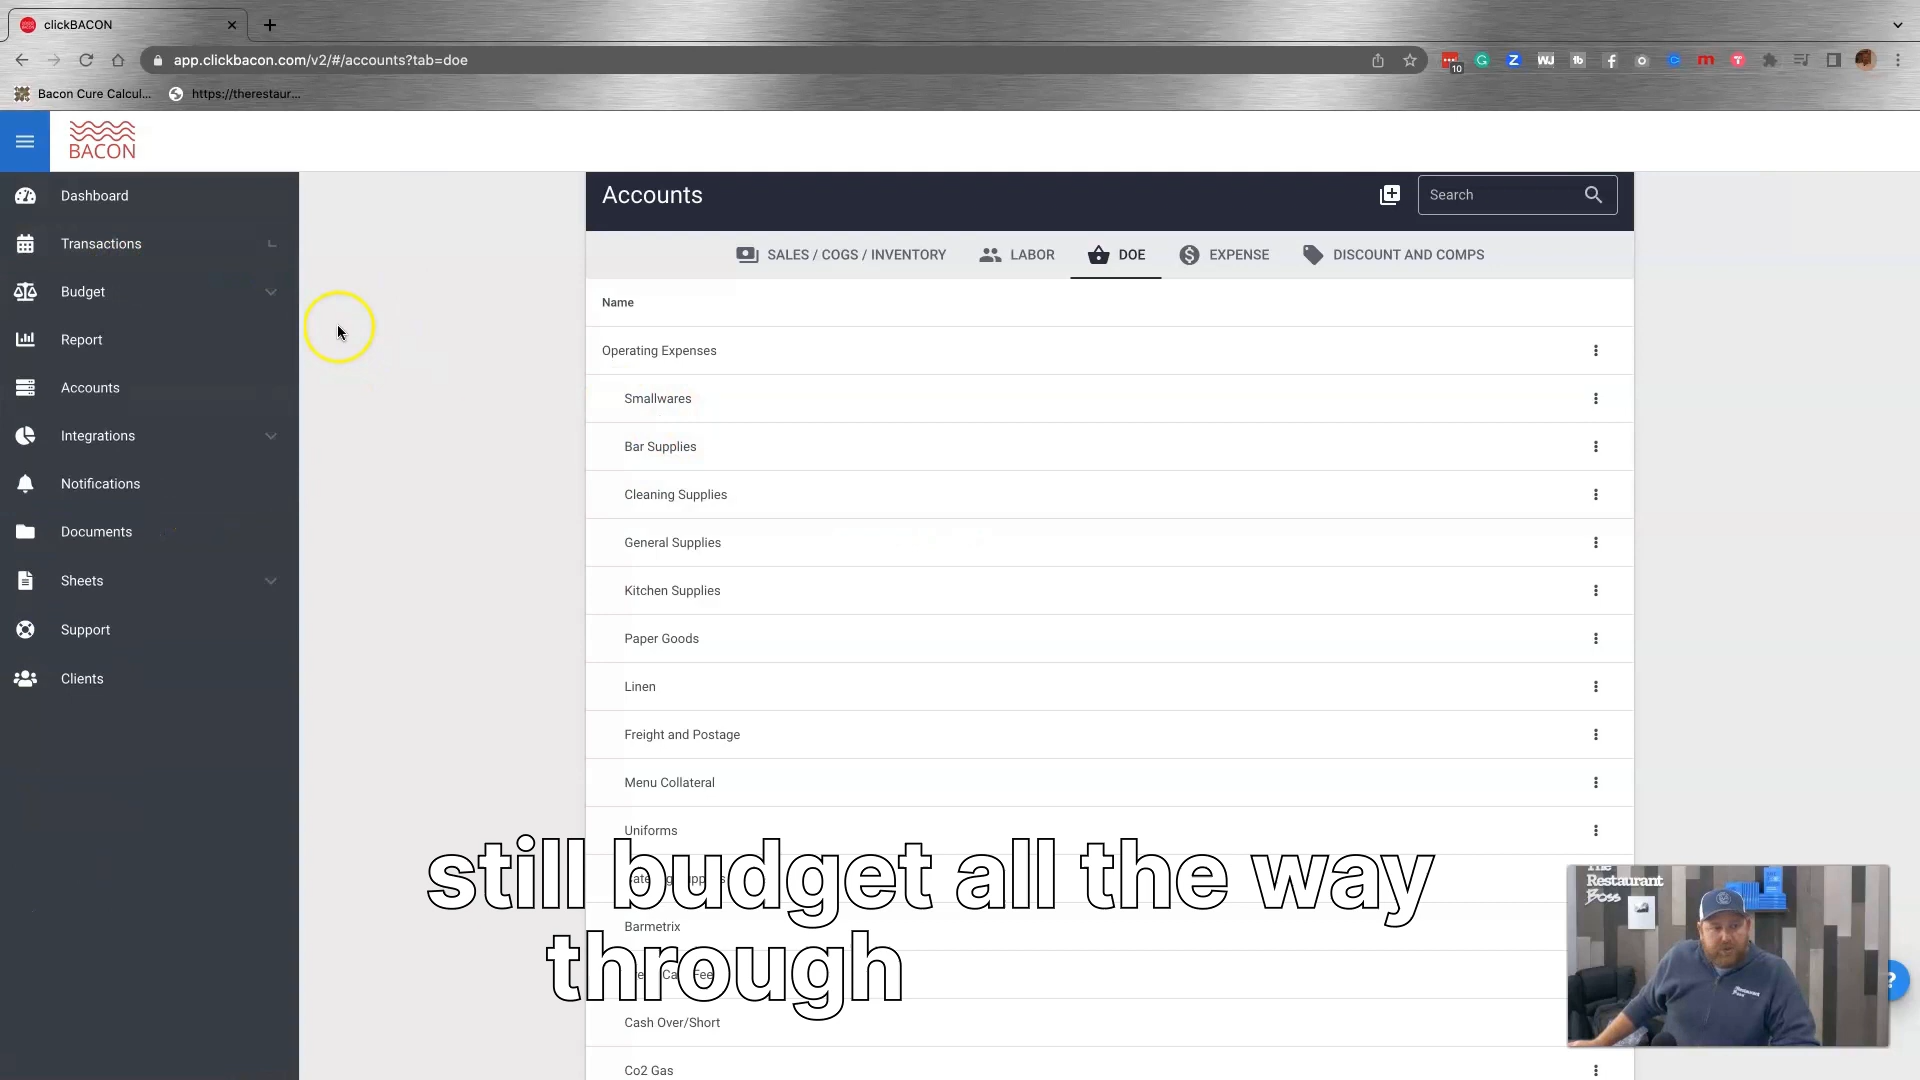 clickBACON
app.clickbacon.com/v2/#/accounts?tab=doe
10
Bacon Cure Calcul...
https://therestaur...
BACON
Dashboard
Transactions
Budget
Report
Accounts
Integrations
Notifications
Documents
Sheets
Support
Clients
Accounts
Search
SALES / COGS / INVENTORY
LABOR
DOE
EXPENSE
DISCOUNT AND COMPS
Name
Operating Expenses
Smallwares
Bar Supplies
Cleaning Supplies
General Supplies
Kitchen Supplies
Paper Goods
Linen
Freight and Postage
Menu Collateral
Uniforms
Barmetrix
Cash Over/Short
Co2 Gas
still budget all the way
through
The
Restaurant
Boss
?